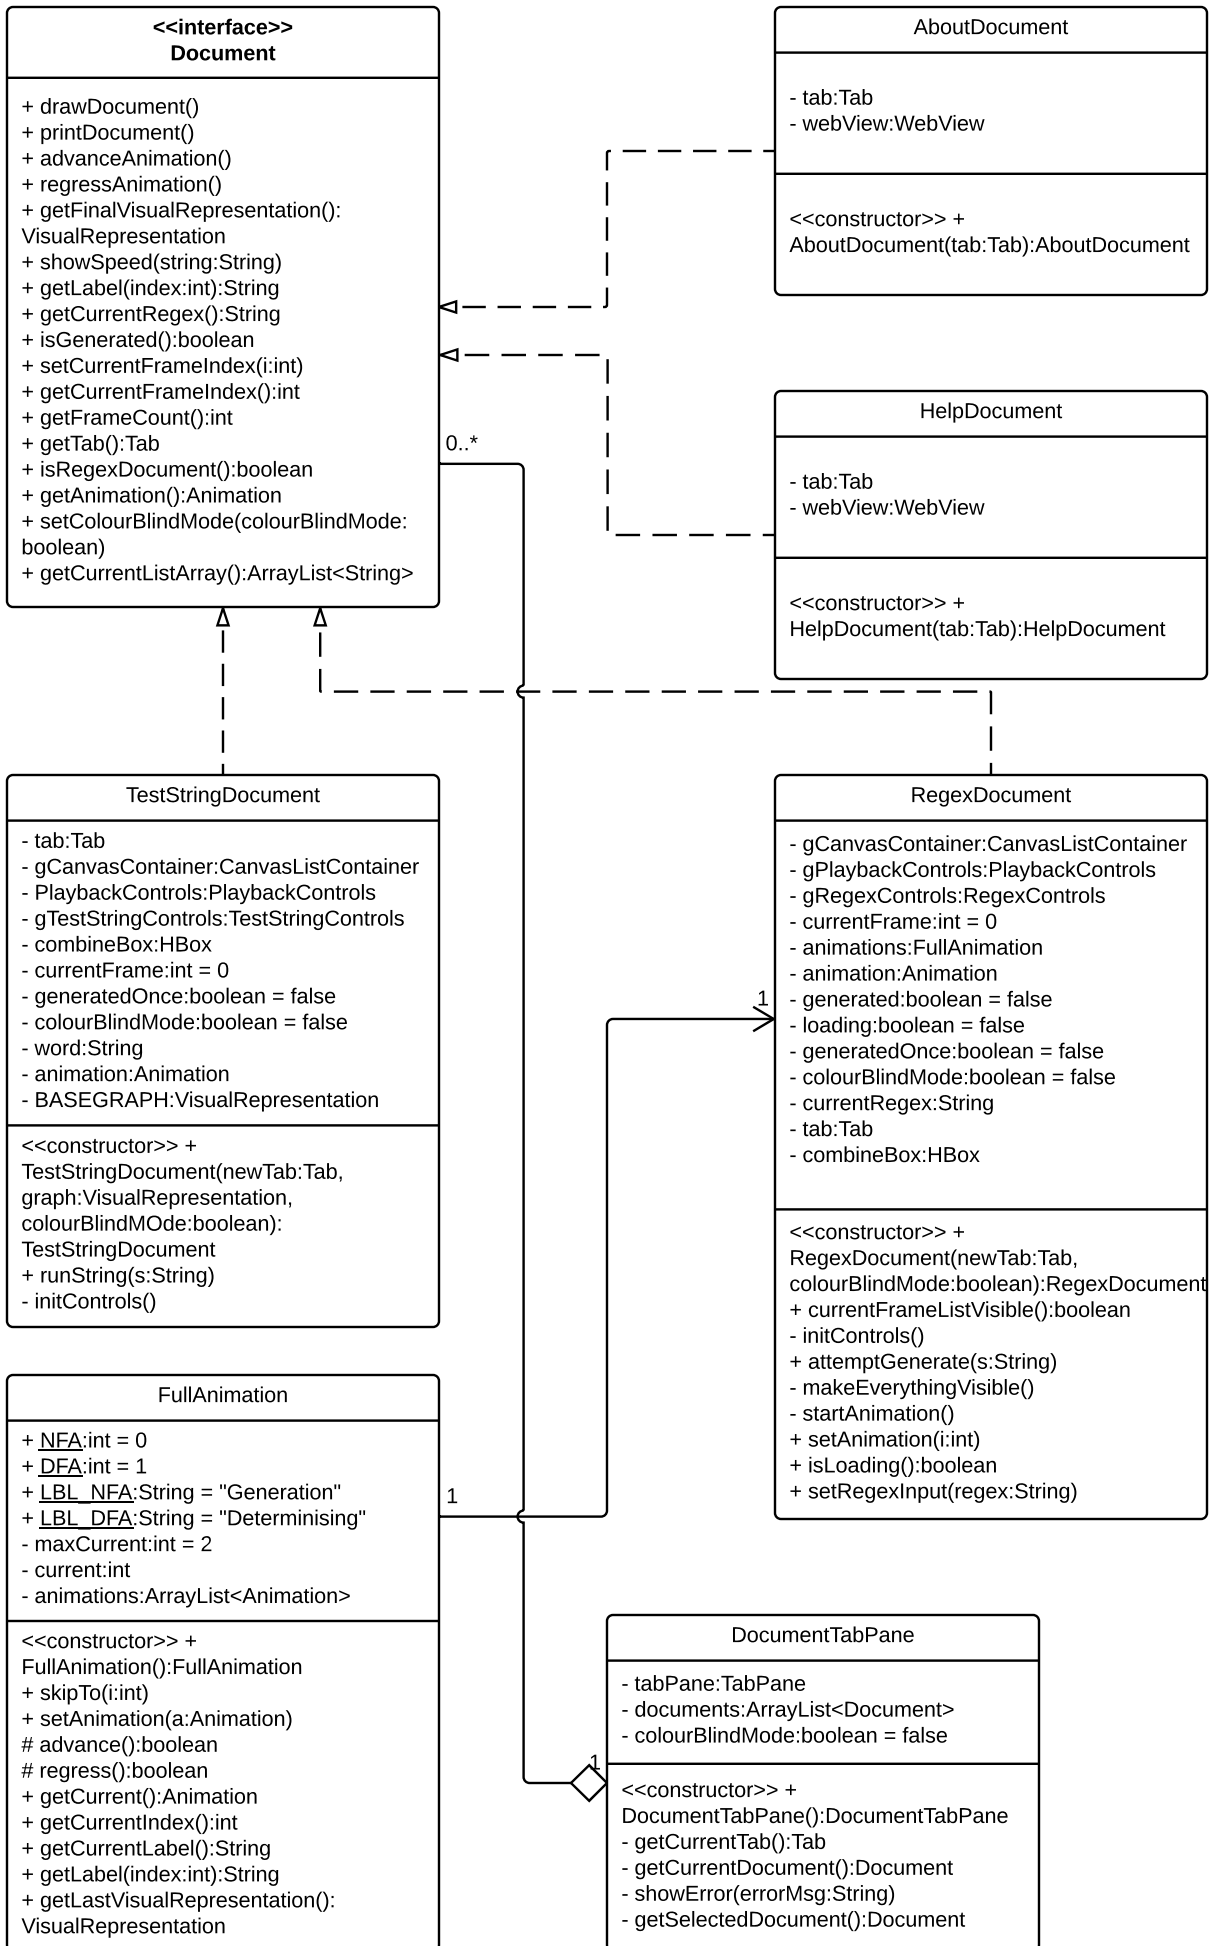 <<interface>>
Document
+ drawDocument()
+ printDocument()
+ advanceAnimation()
+ regressAnimation()
+ getFinalVisualRepresentation():
VisualRepresentation
+ showSpeed(string:String)
+ getLabel(index:int):String
+ getCurrentRegex():String
+ isGenerated():boolean
+ setCurrentFrameIndex(i:int)
+ getCurrentFrameIndex():int
+ getFrameCount():int
+ getTab():Tab
+ isRegexDocument():boolean
+ getAnimation():Animation
+ setColourBlindMode(colourBlindMode:
boolean)
+ getCurrentListArray():ArrayList<String>
0..*
AboutDocument
- tab:Tab
- webView:WebView
<<constructor>> +
AboutDocument(tab:Tab):AboutDocument
HelpDocument
- tab:Tab
- webView:WebView
<<constructor>> +
HelpDocument(tab:Tab):HelpDocument
TestStringDocument
- tab:Tab
- gCanvasContainer:CanvasListContainer
- PlaybackControls:PlaybackControls
- gTestStringControls:TestStringControls
- combineBox:HBox
- currentFrame:int = 0
- generatedOnce:boolean = false
- colourBlindMode:boolean = false
- word:String
- animation:Animation
- BASEGRAPH:VisualRepresentation
<<constructor>> +
TestStringDocument(newTab:Tab,
graph:VisualRepresentation,
colourBlindMOde:boolean):
TestStringDocument
+ runString(s:String)
- initControls()
RegexDocument
- gCanvasContainer:CanvasListContainer
- gPlaybackControls:PlaybackControls
- gRegexControls:RegexControls
- currentFrame:int = 0
- animations:FullAnimation
- animation:Animation
- generated:boolean = false
- loading:boolean = false
- generatedOnce:boolean = false
- colourBlindMode:boolean = false
- currentRegex:String
- tab:Tab
- combineBox:HBox
<<constructor>> +
RegexDocument(newTab:Tab,
colourBlindMode:boolean):RegexDocument
+ currentFrameListVisible():boolean
- initControls()
+ attemptGenerate(s:String)
- makeEverythingVisible()
- startAnimation()
+ setAnimation(i:int)
+ isLoading():boolean
+ setRegexInput(regex:String)
1
FullAnimation
+ NFA:int = 0
+ DFA:int = 1
+ LBL_NFA:String = "Generation"
+ LBL_DFA:String = "Determinising"
- maxCurrent:int = 2
- current:int
- animations:ArrayList<Animation>
<<constructor>> +
FullAnimation():FullAnimation
+ skipTo(i:int)
+ setAnimation(a:Animation)
# advance():boolean
# regress():boolean
+ getCurrent():Animation
+ getCurrentIndex():int
+ getCurrentLabel():String
+ getLabel(index:int):String
+ getLastVisualRepresentation():
VisualRepresentation
1
DocumentTabPane
- tabPane:TabPane
- documents:ArrayList<Document>
- colourBlindMode:boolean = false
1
<<constructor>> +
DocumentTabPane():DocumentTabPane
- getCurrentTab():Tab
- getCurrentDocument():Document
- showError(errorMsg:String)
- getSelectedDocument():Document